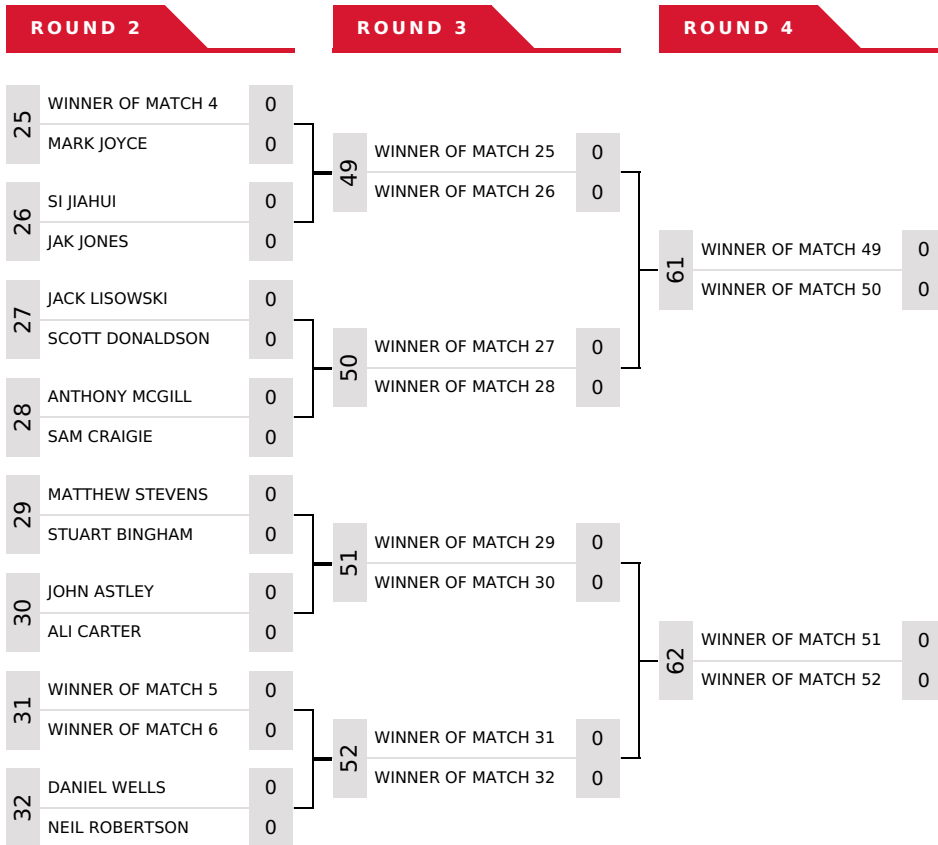 ROUND 2
ROUND 3
ROUND 4
25
WINNER OF MATCH 4 0
MARK JOYCE 0
26
SI JIAHUI 0
JAK JONES 0
27
JACK LISOWSKI 0
SCOTT DONALDSON 0
28
ANTHONY MCGILL 0
SAM CRAIGIE 0
29
MATTHEW STEVENS 0
STUART BINGHAM 0
30
JOHN ASTLEY 0
ALI CARTER 0
31
WINNER OF MATCH 5 0
WINNER OF MATCH 6 0
32
DANIEL WELLS 0
NEIL ROBERTSON 0
49
WINNER OF MATCH 25 0
WINNER OF MATCH 26 0
50
WINNER OF MATCH 27 0
WINNER OF MATCH 28 0
51
WINNER OF MATCH 29 0
WINNER OF MATCH 30 0
52
WINNER OF MATCH 31 0
WINNER OF MATCH 32 0
61
WINNER OF MATCH 49 0
WINNER OF MATCH 50 0
62
WINNER OF MATCH 51 0
WINNER OF MATCH 52 0